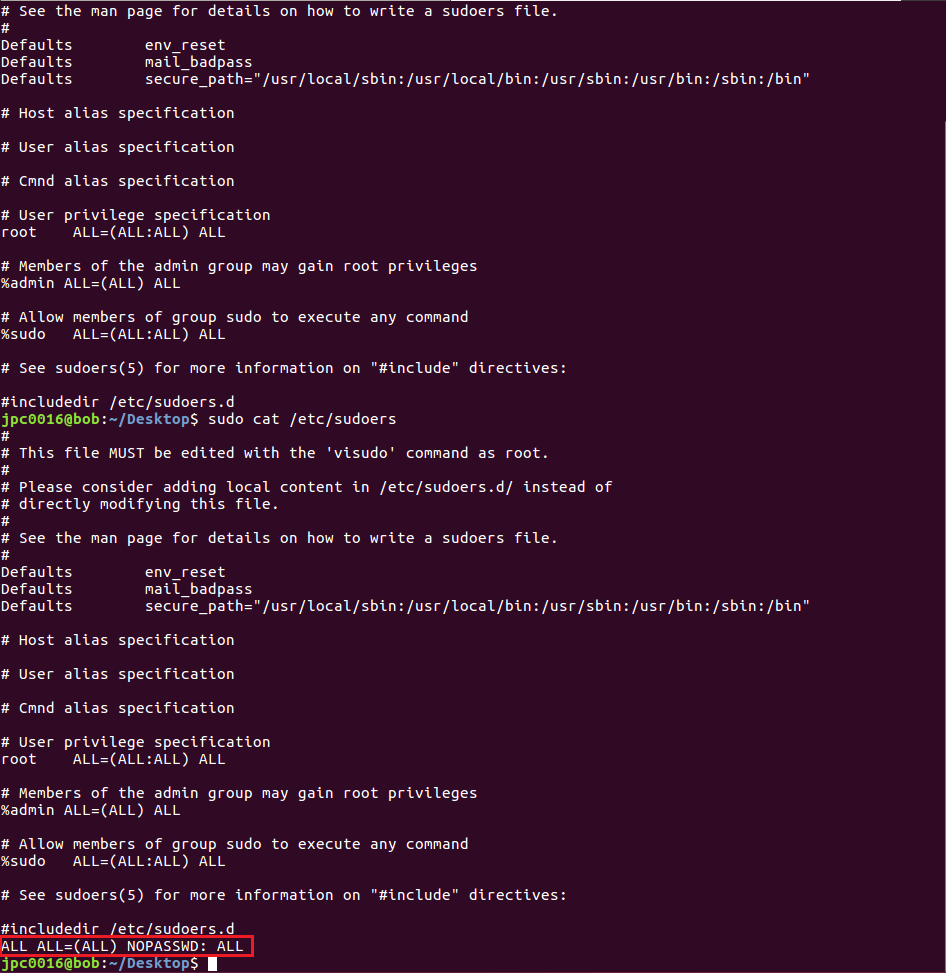 # See the man page for details on how to write a sudoers file.
#
Defaults        env_reset
Defaults        mail_badpass
Defaults        secure_path="/usr/local/sbin:/usr/local/bin:/usr/sbin:/usr/bin:/sbin:/bin"

# Host alias specification

# User alias specification

# Cmnd alias specification

# User privilege specification
root    ALL=(ALL:ALL) ALL

# Members of the admin group may gain root privileges
%admin ALL=(ALL) ALL

# Allow members of group sudo to execute any command
%sudo   ALL=(ALL:ALL) ALL

# See sudoers(5) for more information on "#include" directives:

#includedir /etc/sudoers.d
jpc0016@bob:~/Desktop$ sudo cat /etc/sudoers
#
# This file MUST be edited with the 'visudo' command as root.
#
# Please consider adding local content in /etc/sudoers.d/ instead of
# directly modifying this file.
#
# See the man page for details on how to write a sudoers file.
#
Defaults        env_reset
Defaults        mail_badpass
Defaults        secure_path="/usr/local/sbin:/usr/local/bin:/usr/sbin:/usr/bin:/sbin:/bin"

# Host alias specification

# User alias specification

# Cmnd alias specification

# User privilege specification
root    ALL=(ALL:ALL) ALL

# Members of the admin group may gain root privileges
%admin ALL=(ALL) ALL

# Allow members of group sudo to execute any command
%sudo   ALL=(ALL:ALL) ALL

# See sudoers(5) for more information on "#include" directives:

#includedir /etc/sudoers.d
ALL ALL=(ALL) NOPASSWD: ALL
jpc0016@bob:~/Desktop$